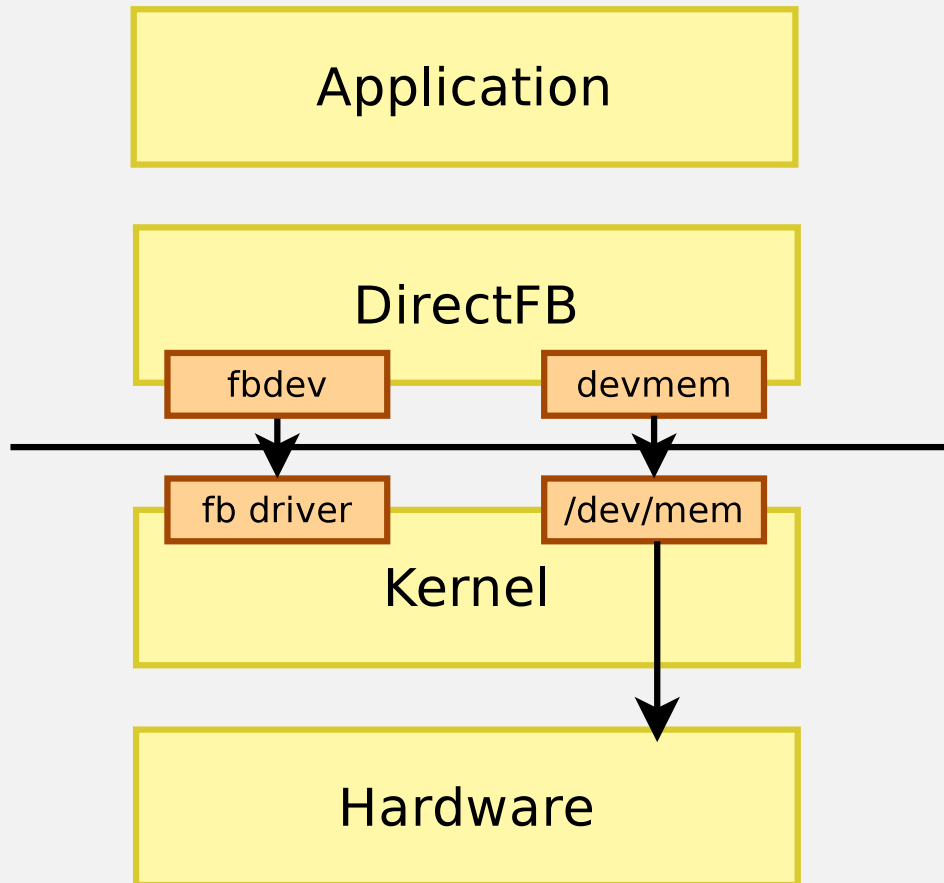 Application
DirectFB
fbdev
devmem
fb driver
/dev/mem
Kernel
Hardware